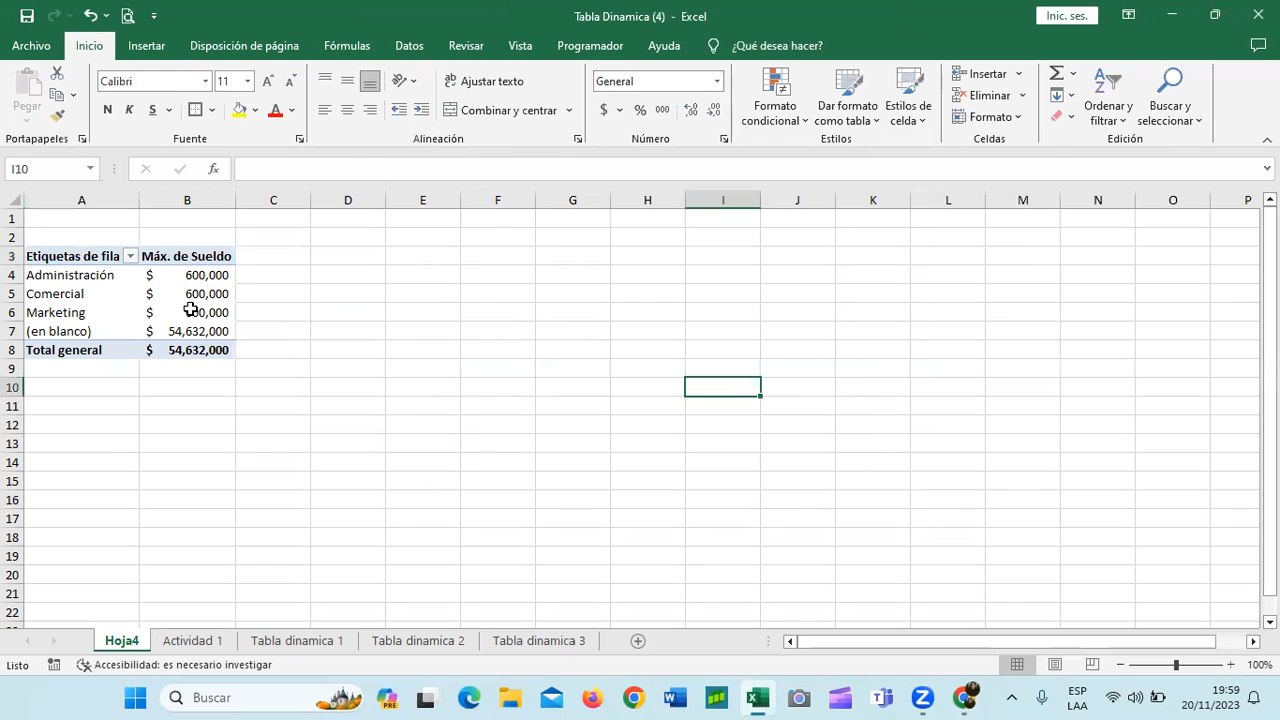 Tabla Dinamica (4) - Excel
Inic. ses.
Archivo Inicio Insertar Disposición de página Fórmulas Datos Revisar Vista Programador Ayuda ¿Qué desea hacer?
Pegar
Calibri 11
N K S
Ajustar texto
Combinar y centrar
General
$ % 000
Formato condicional
Dar formato como tabla
Estilos de celda
Insertar
Eliminar
Formato
Ordenar y filtrar
Buscar y seleccionar
Portapapeles Fuente Alineación Número Estilos Celdas Edición
I10 fx
A B C D E F G H I J K L M N O P
1
2
3 Etiquetas de fila Máx. de Sueldo
4 Administración $ 600,000
5 Comercial $ 600,000
6 Marketing $
7 (en blanco) $ 54,632,000
8 Total general $ 54,632,000
9
10
11
12
13
14
15
16
17
18
19
20
21
22
Hoja4 Actividad 1 Tabla dinamica 1 Tabla dinamica 2 Tabla dinamica 3
Listo Accesibilidad: es necesario investigar 100%
Buscar
ESP
LAA
19:59
20/11/2023